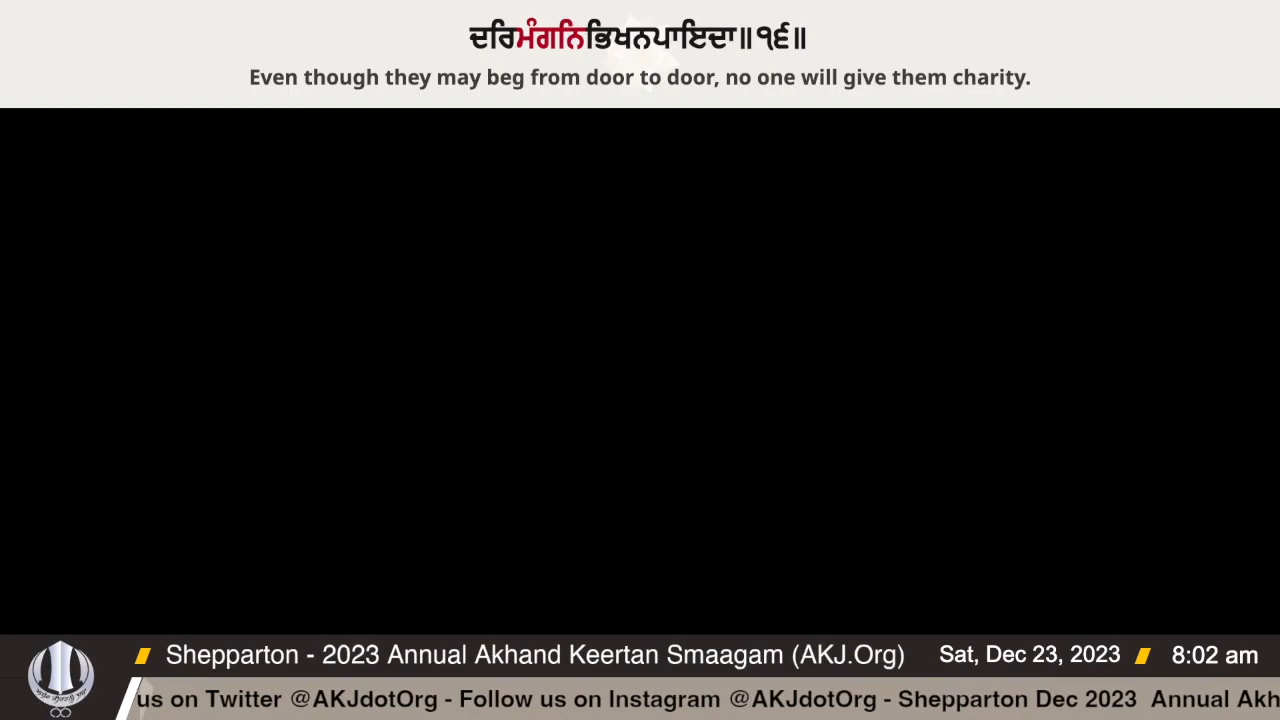 ਦਰਿਮੰਗਨਿਭਿਖਨਪਾਇਦਾ॥੧੬॥
Even though they may beg from door to door, no one will give them charity.
Shepparton - 2023 Annual Akhand Keertan Smaagam (AKJ.Org) Sat, Dec 23, 2023 8:02 am
us on Twitter @AKJdotOrg - Follow us on Instagram @AKJdotOrg - Shepparton Dec 2023 Annual Akh